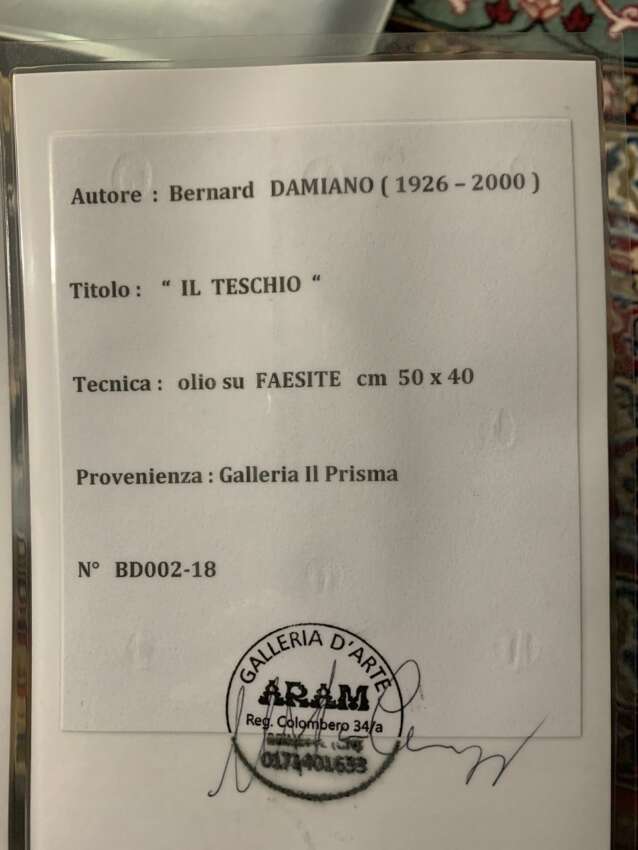 Autore : Bernard DAMIANO ( 1926 – 2000 )
Titolo : “ IL TESCHIO “
Tecnica : olio su FAESITE cm 50 x 40
Provenienza : Galleria Il Prisma
N° BD002-18
GALLERIA D'ARTE
ARAM
Reg. Colombero 34/a
0171401633